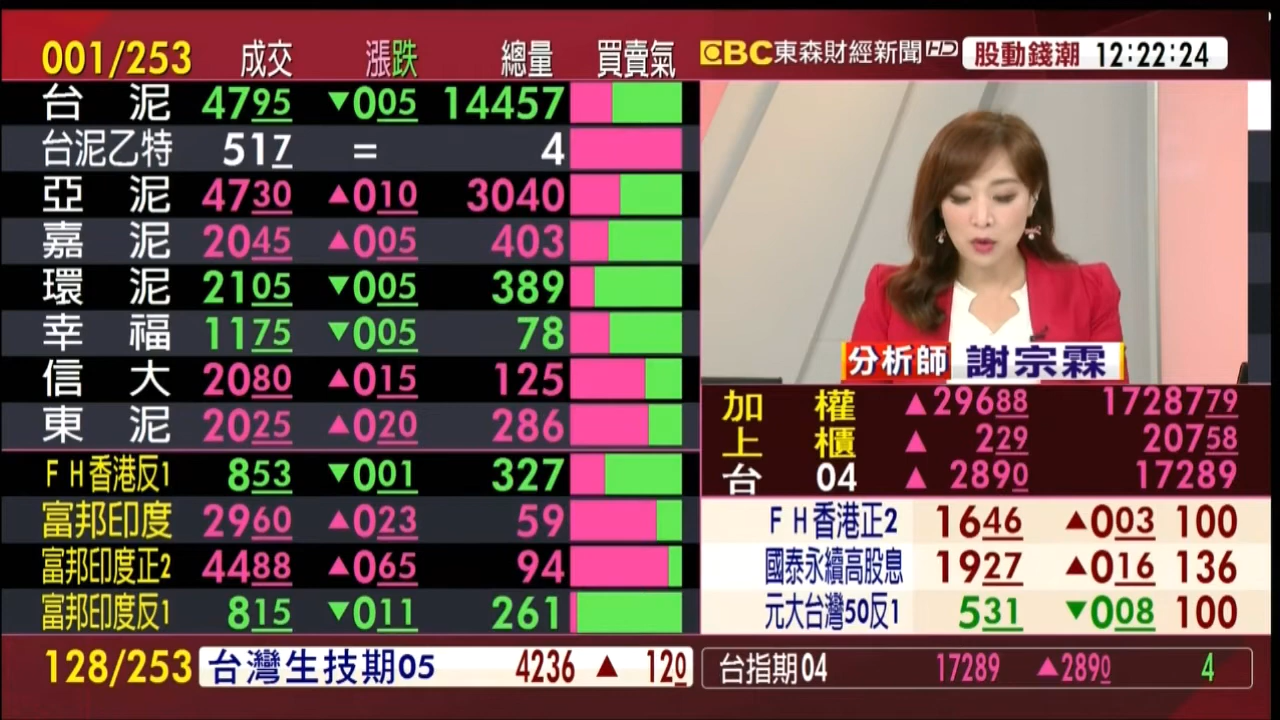 001/253 成交 漲跌 總量 買賣氣
台泥 4795 ▼005 14457
台泥乙特 517 = 4
亞泥 4730 ▲010 3040
嘉泥 2045 ▲005 403
環泥 2105 ▼005 389
幸福 1175 ▼005 78
信大 2080 ▲015 125
東泥 2025 ▲020 286
FH香港反1 853 ▼001 327
富邦印度 2960 ▲023 59
富邦印度正2 4488 ▲065 94
富邦印度反1 815 ▼011 261
EBC東森財經新聞HD 股動錢潮 12:22:24
分析師 謝宗霖
加權 ▲29688 1728779
上櫃 ▲229 20758
台04 ▲2890 17289
FH香港正2 1646 ▲003 100
國泰永續高股息 1927 ▲016 136
元大台灣50反1 531 ▼008 100
128/253 台灣生技期05 4236 ▲120
台指期04 17289 ▲2890 4